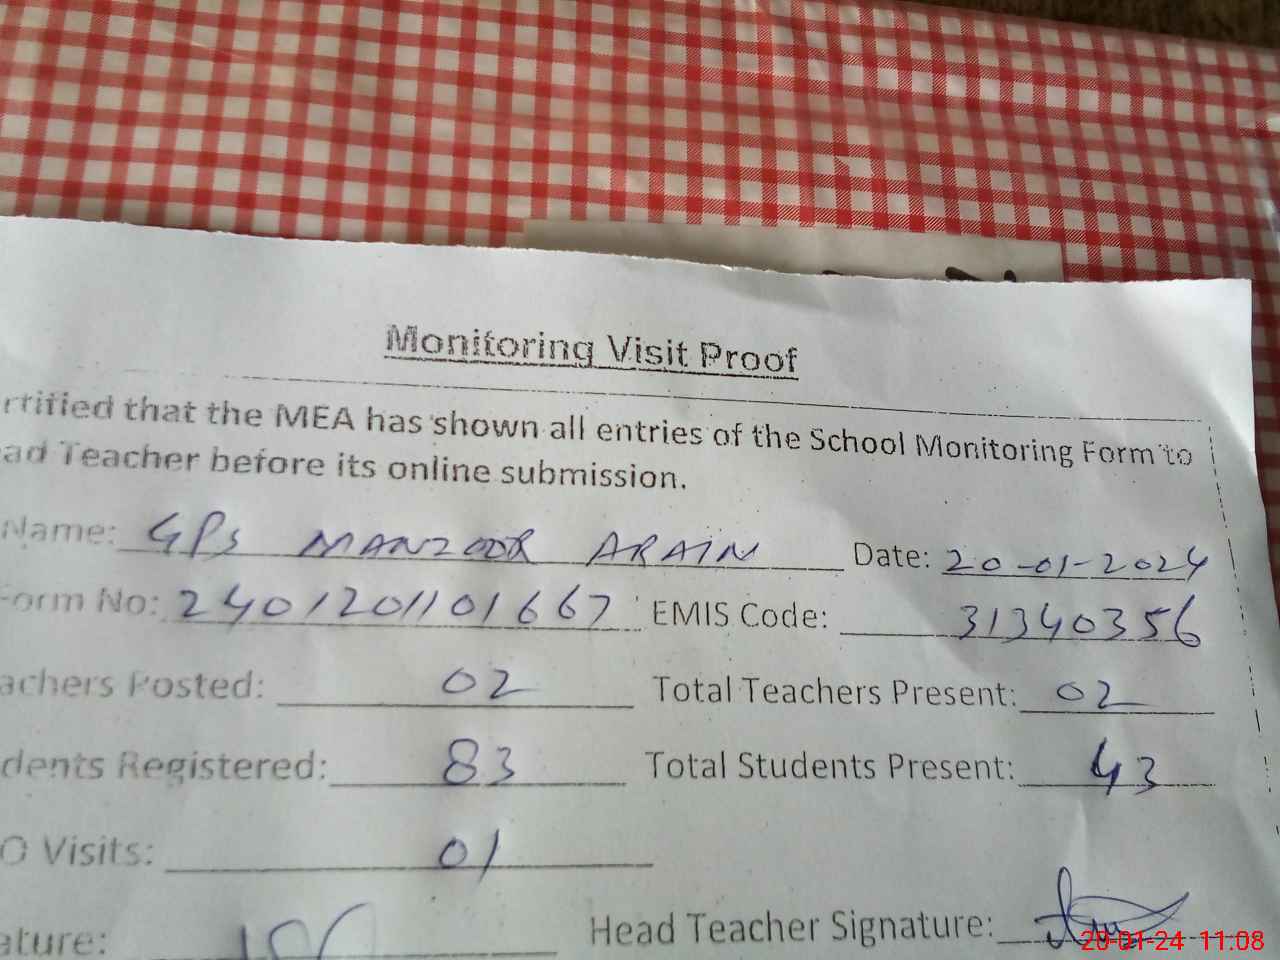 Monitoring Visit Proof
rtified that the MEA has shown all entries of the School Monitoring Form to
ad Teacher before its online submission.
Name: GPS MANZOOR ARAIN Date: 20-01-2024
Form No: 240120110 1667 EMIS Code: 31340356
achers Posted: 02 Total Teachers Present: 02
dents Registered: 83 Total Students Present: 43
O Visits: 01
ature: Head Teacher Signature:
20-01-24 11:08